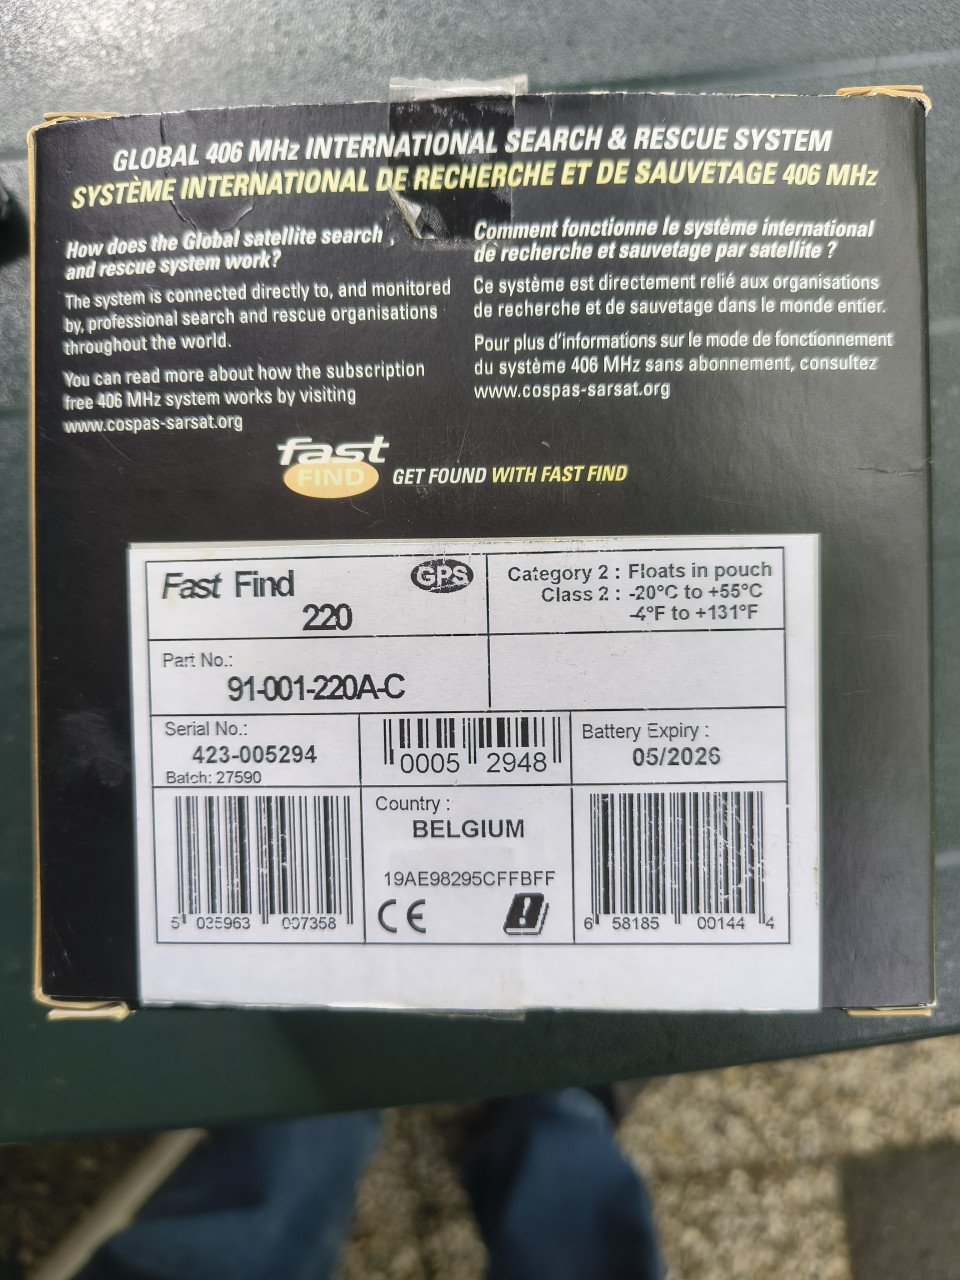 GLOBAL 406 MHz INTERNATIONAL SEARCH & RESCUE SYSTEM
SYSTÈME INTERNATIONAL DE RECHERCHE ET DE SAUVETAGE 406 MHz
How does the Global satellite search
and rescue system work?
The system is connected directly to, and monitored
by, professional search and rescue organisations
throughout the world.
You can read more about how the subscription
free 406 MHz system works by visiting
www.cospas-sarsat.org
Comment fonctionne le système international
de recherche et sauvetage par satellite ?
Ce système est directement relié aux organisations
de recherche et de sauvetage dans le monde entier.
Pour plus d'informations sur le mode de fonctionnement
du système 406 MHz sans abonnement, consultez
www.cospas-sarsat.org
fast
FIND
GET FOUND WITH FAST FIND
Fast Find
220
GPS
Category 2 : Floats in pouch
Class 2 : -20°C to +55°C
-4°F to +131°F
Part No.:
91-001-220A-C
Serial No.:
423-005294
Batch: 27590
0005 2948
Battery Expiry :
05/2026
5 035963 007358
Country :
BELGIUM
19AE98295CFFBFF
CE
!
6 58185 00144 4